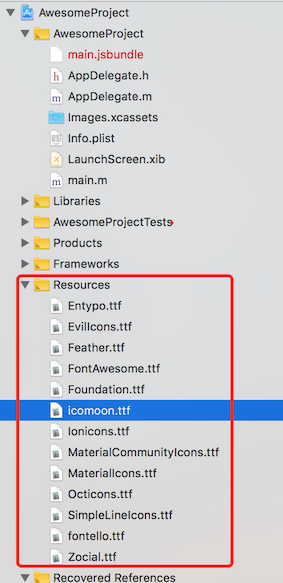 AwesomeProject
AwesomeProject
main.jsbundle
AppDelegate.h
AppDelegate.m
Images.xcassets
Info.plist
LaunchScreen.xib
main.m
Libraries
AwesomeProjectTests
Products
Frameworks
Resources
Entypo.ttf
EvilIcons.ttf
Feather.ttf
FontAwesome.ttf
Foundation.ttf
icomoon.ttf
Ionicons.ttf
MaterialCommunityIcons.ttf
MaterialIcons.ttf
Octicons.ttf
SimpleLineIcons.ttf
fontello.ttf
Zocial.ttf
Recovered References